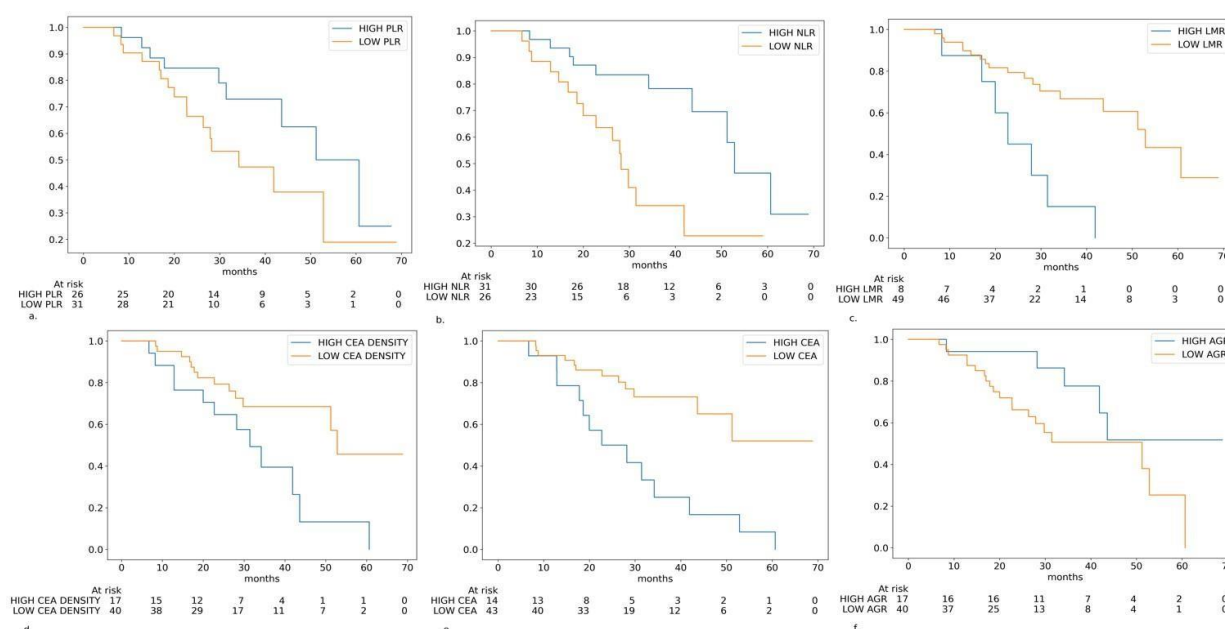 HIGH PLR
LOW PLR
1.0
0.9
0.8
0.7
0.6
0.5
0.4
0.3
0.2
0 10 20 30 40 50 60 70
months
At risk
HIGH PLR 26 25 20 14 9 5 2 0
LOW PLR 31 28 21 10 6 3 1 0
a.
HIGH NLR
LOW NLR
1.0
0.9
0.8
0.7
0.6
0.5
0.4
0.3
0.2
0 10 20 30 40 50 60 70
months
At risk
HIGH NLR 31 30 26 18 12 6 3 0
LOW NLR 26 23 15 6 3 2 0 0
b.
HIGH LMR
LOW LMR
1.0
0.8
0.6
0.4
0.2
0.0
0 10 20 30 40 50 60 70
months
At risk
HIGH LMR 8 7 4 2 1 0 0 0
LOW LMR 49 46 37 22 14 8 3 0
c.
HIGH CEA DENSITY
LOW CEA DENSITY
1.0
0.8
0.6
0.4
0.2
0.0
0 10 20 30 40 50 60 70
months
At risk
HIGH CEA DENSITY 17 15 12 7 4 1 1 0
LOW CEA DENSITY 40 38 29 17 11 7 2 0
d.
HIGH CEA
LOW CEA
1.0
0.8
0.6
0.4
0.2
0.0
0 10 20 30 40 50 60 70
months
At risk
HIGH CEA 14 13 8 5 3 2 1 0
LOW CEA 43 40 33 19 12 6 2 0
HIGH AGR
LOW AGR
1.0
0.8
0.6
0.4
0.2
0.0
0 10 20 30 40 50 60
months
At risk
HIGH AGR 17 16 16 11 7 4 2 0
LOW AGR 40 37 25 13 8 4 1 0
f.